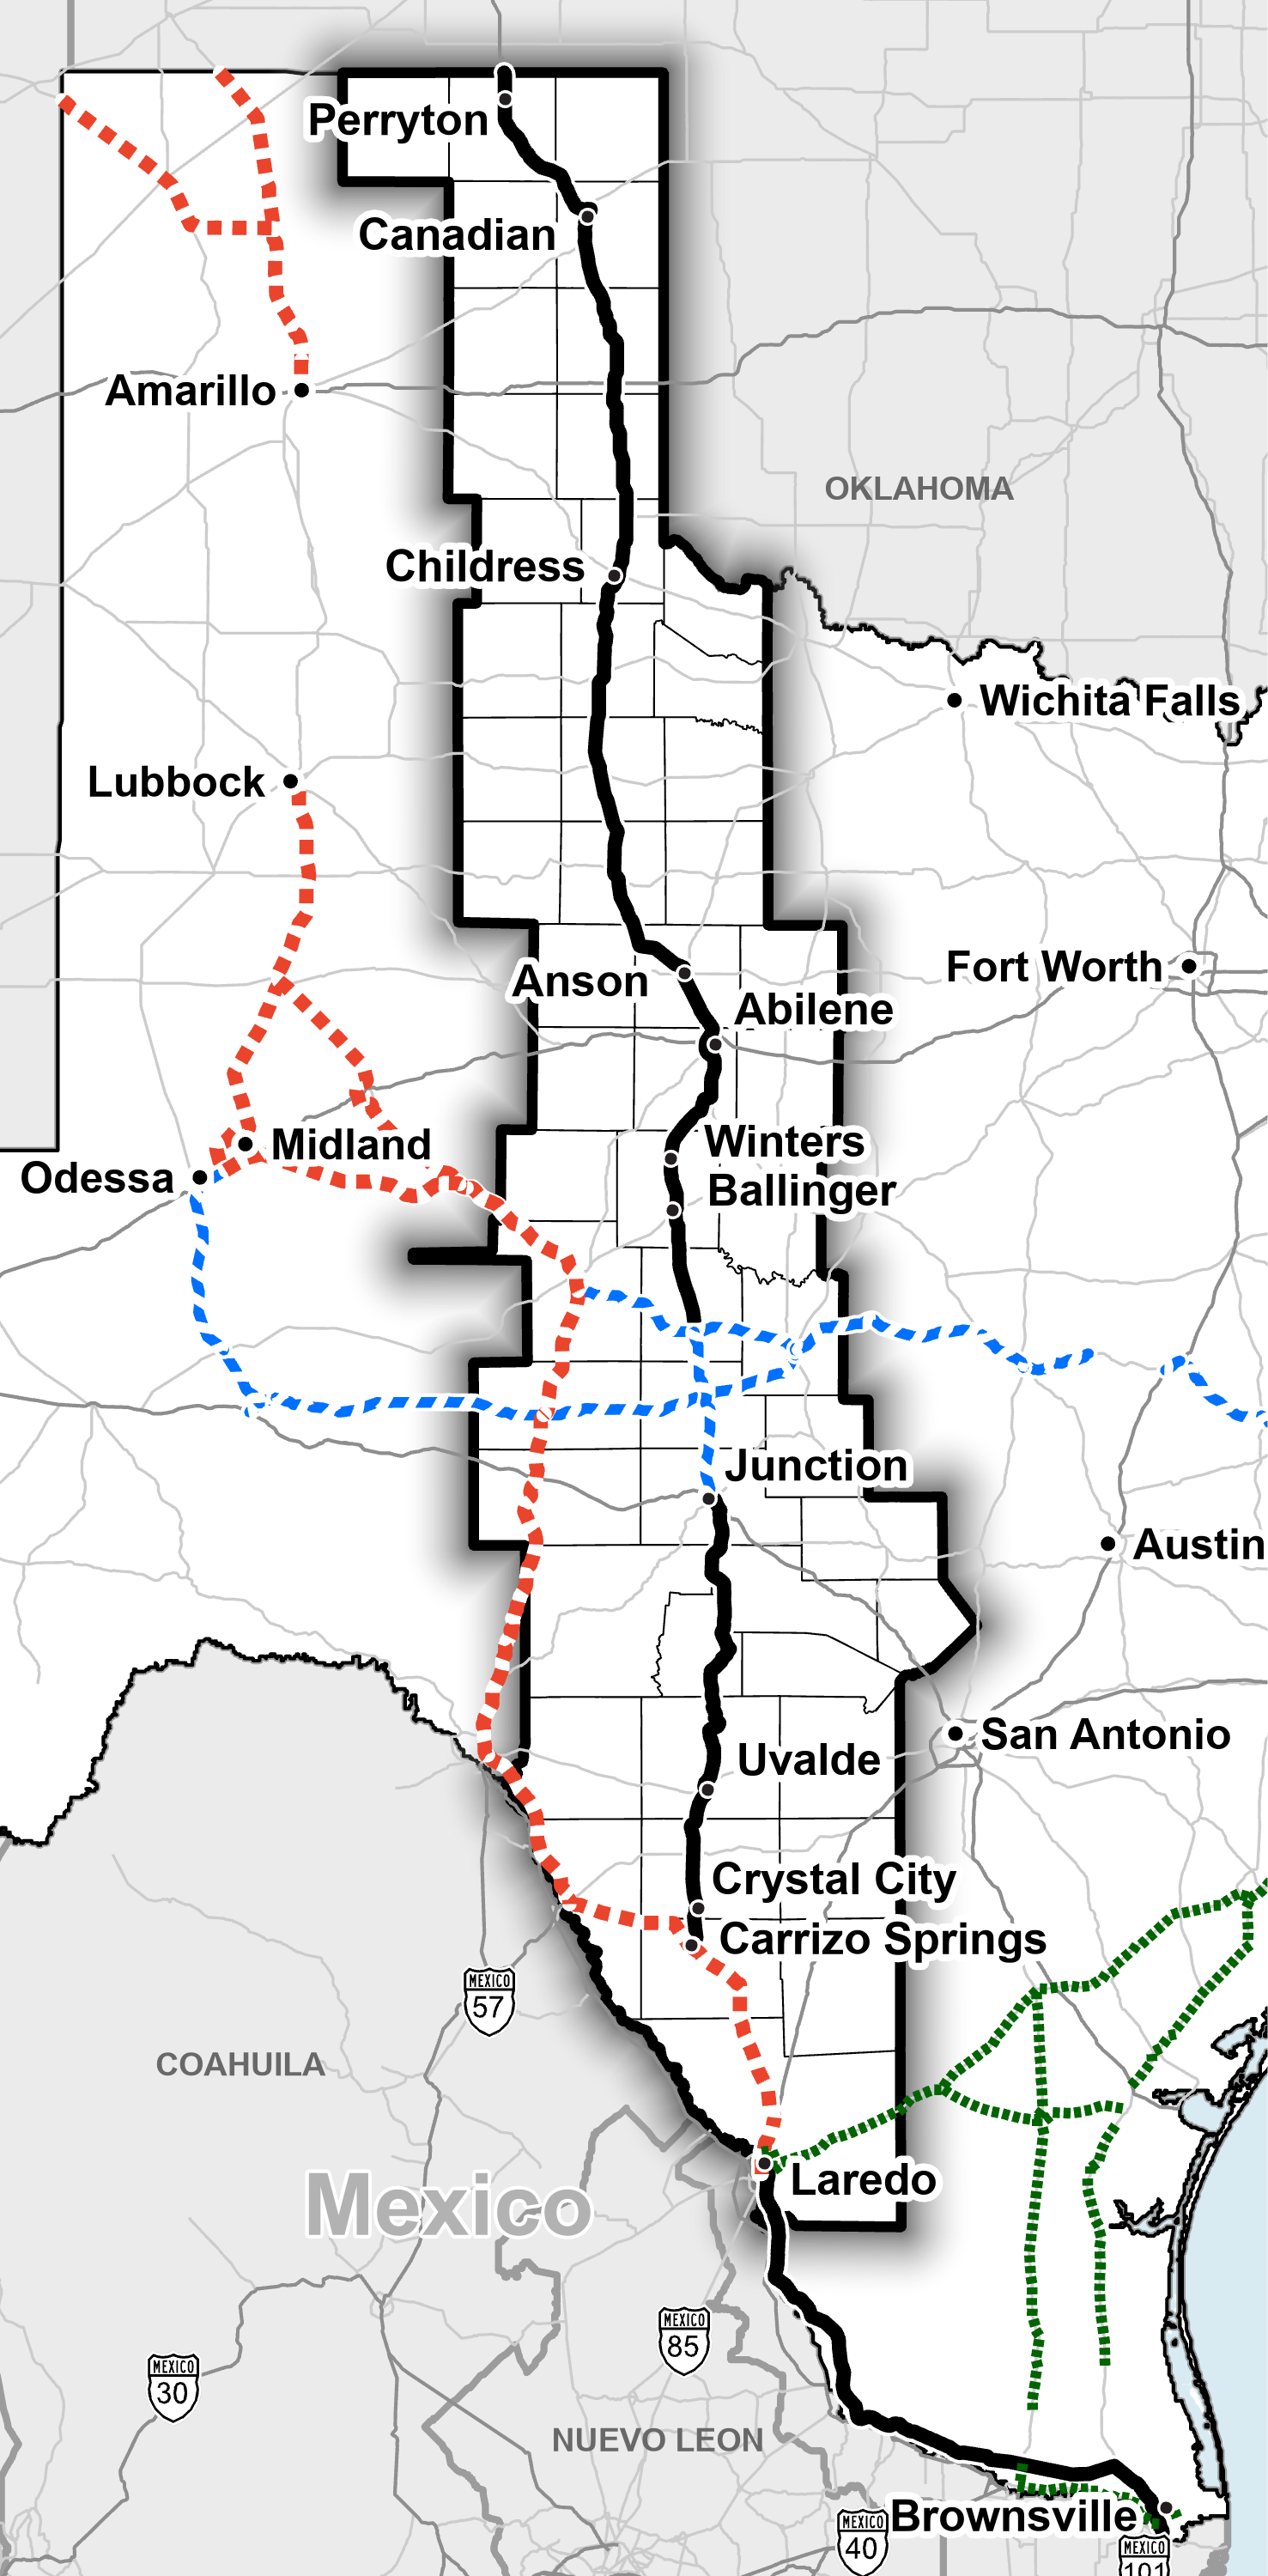 Perryton
Canadian
Amarillo
OKLAHOMA
Childress
Wichita Falls
Lubbock
Fort Worth
Anson
Abilene
Midland
Winters
Odessa
Ballinger
Junction
Austin
San Antonio
Uvalde
Crystal City
Carrizo Springs
MEXICO
57
COAHUILA
Laredo
Mexico
MEXICO
85
MEXICO
30
NUEVO LEON
Brownsville
MEXICO
40
MEXICO
101